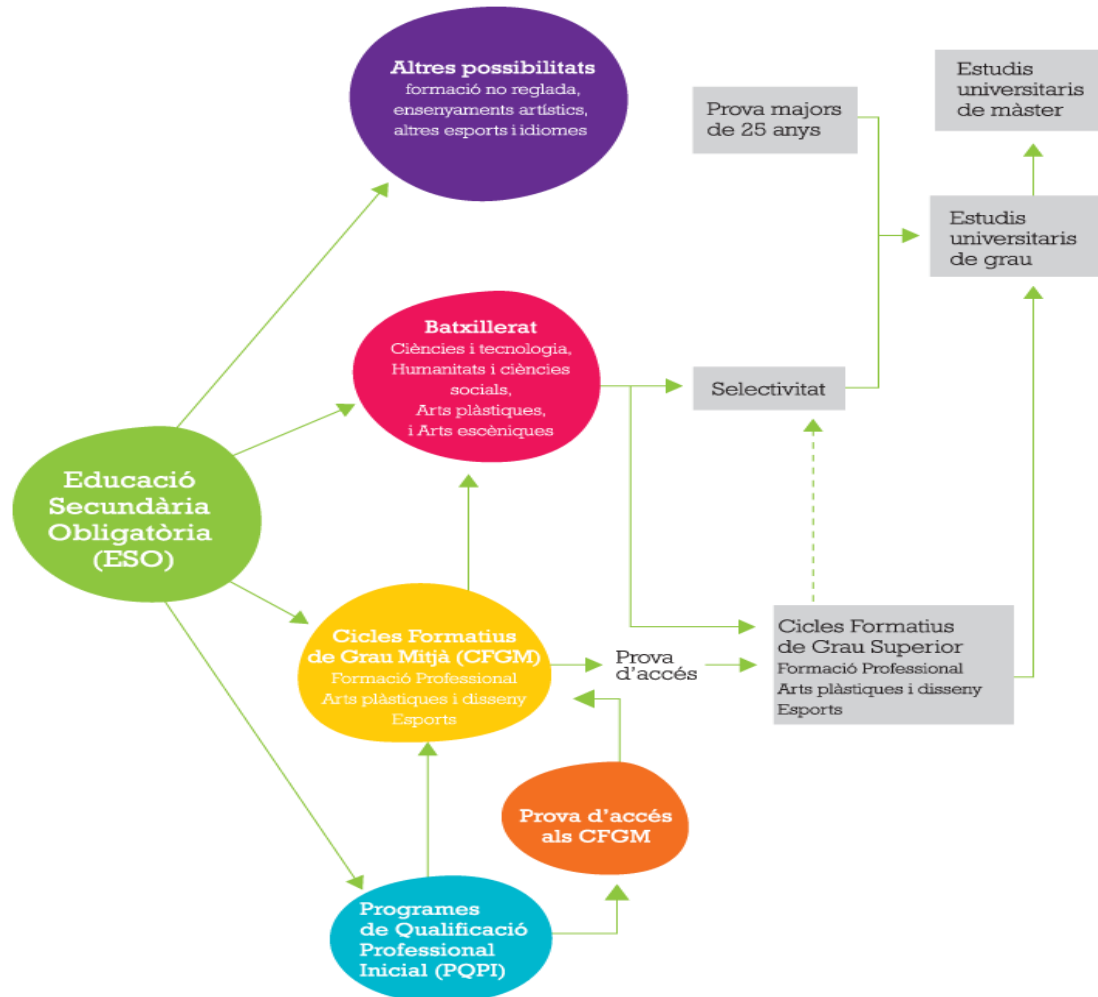 Altres possibilitats
formació no reglada,
ensenyaments artístics,
altres esports i idiomes
Estudis
universitaris
de màster
Prova majors
de 25 anys
Estudis
universitaris
de grau
Batxillerat
Ciències i tecnologia,
Humanitats i ciències
socials,
Arts plàstiques,
i Arts escèniques
Selectivitat
Educació
Secundària
Obligatòria
(ESO)
Cicles Formatius
de Grau Mitjà (CFGM)
Formació Professional
Arts plàstiques i disseny
Esports
Prova
d'accés
Cicles Formatius
de Grau Superior
Formació Professional
Arts plàstiques i disseny
Esports
Prova d'accés
als CFGM
Programes
de Qualificació
Professional
Inicial (PQPI)